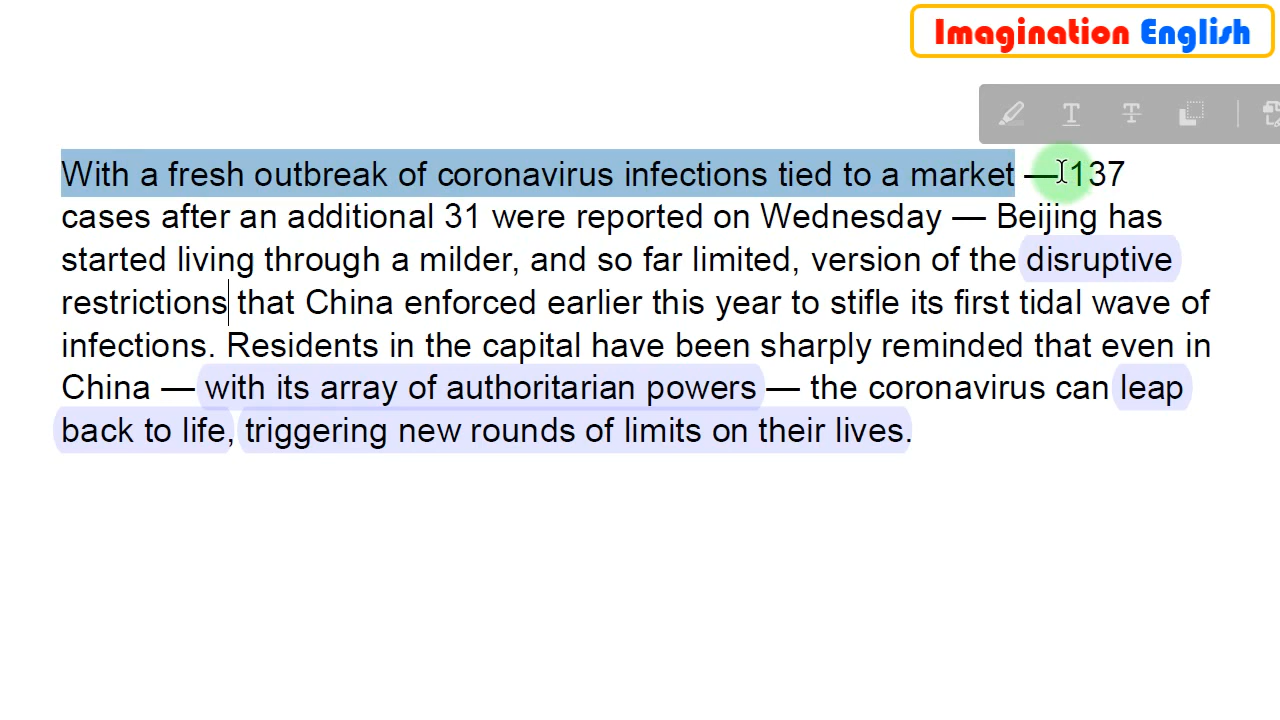 Imagination English
With a fresh outbreak of coronavirus infections tied to a market — 137
cases after an additional 31 were reported on Wednesday — Beijing has
started living through a milder, and so far limited, version of the disruptive
restrictions that China enforced earlier this year to stifle its first tidal wave of
infections. Residents in the capital have been sharply reminded that even in
China — with its array of authoritarian powers — the coronavirus can leap
back to life, triggering new rounds of limits on their lives.